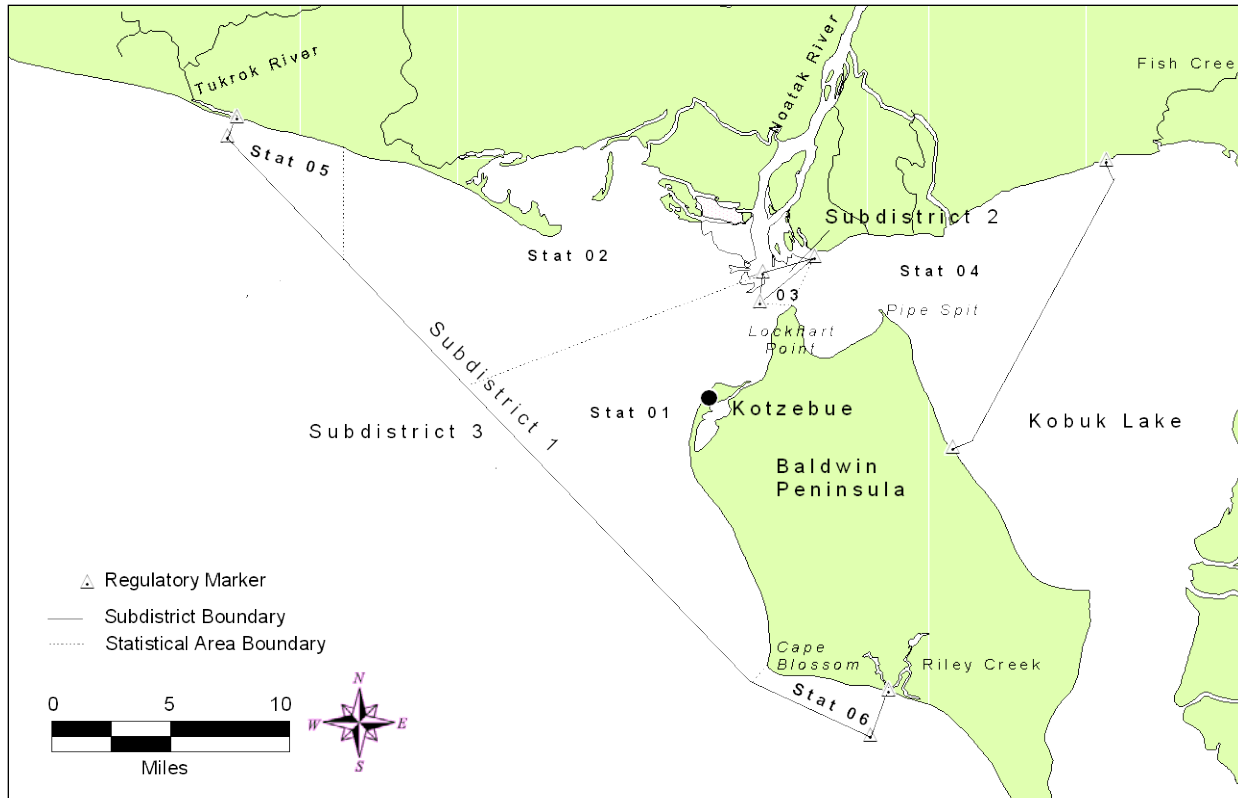 Tukrok River
Noatak River
Fish Cree
Stat 05
Subdistrict 2
Stat 02
Stat 04
03
Pipe Spit
Lockhart
Point
Subdistrict 1
Stat 01
Kotzebue
Kobuk Lake
Subdistrict 3
Baldwin
Peninsula
Regulatory Marker
Subdistrict Boundary
Statistical Area Boundary
Cape
Blossom
Riley Creek
Stat 06
0 5 10
Miles
N
W E
S